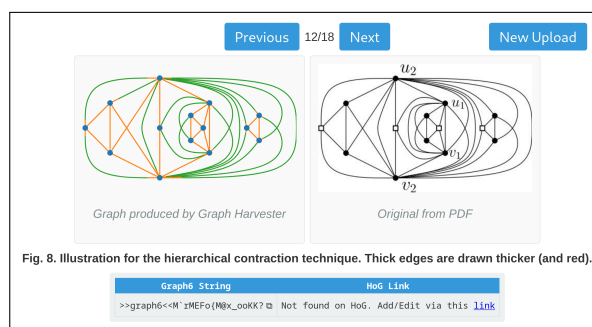 Previous 12/18 Next New Upload
u2
u1
v1
v2
Graph produced by Graph Harvester
Original from PDF
Fig. 8. Illustration for the hierarchical contraction technique. Thick edges are drawn thicker (and red).
Graph6 String HoG Link
>>graph6<<M`rMEFo{M@x_ooKK? Not found on HoG. Add/Edit via this link